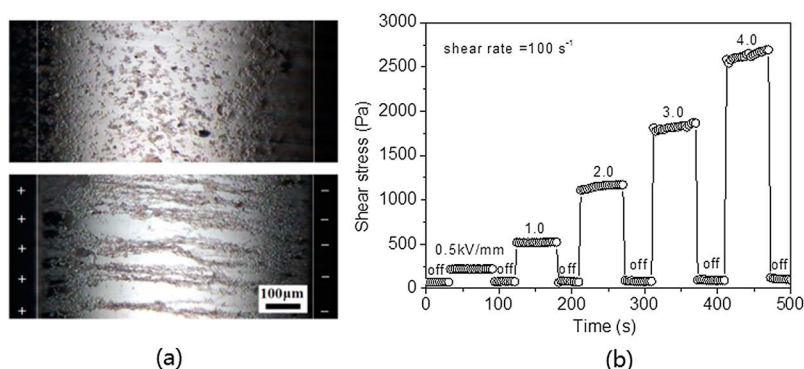 + −
+ −
+ −
+ −
+ −
100μm
(a)
(b)
Shear stress (Pa)
3000
2500
2000
1500
1000
500
0
shear rate =100 s⁻¹
4.0
3.0
2.0
1.0
0.5kV/mm
off off off off off off
0 100 200 300 400 500
Time (s)